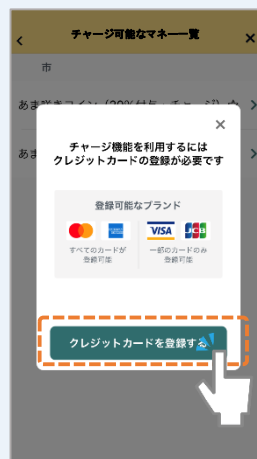 チャージ可能なマネー一覧
市
あま咲きコイン(20%付与・チャージ)
あま
チャージ機能を利用するには
クレジットカードの登録が必要です
登録可能なブランド
VISA JCB
すべてのカードが 一部のカードのみ
登録可能 登録可能
クレジットカードを登録する